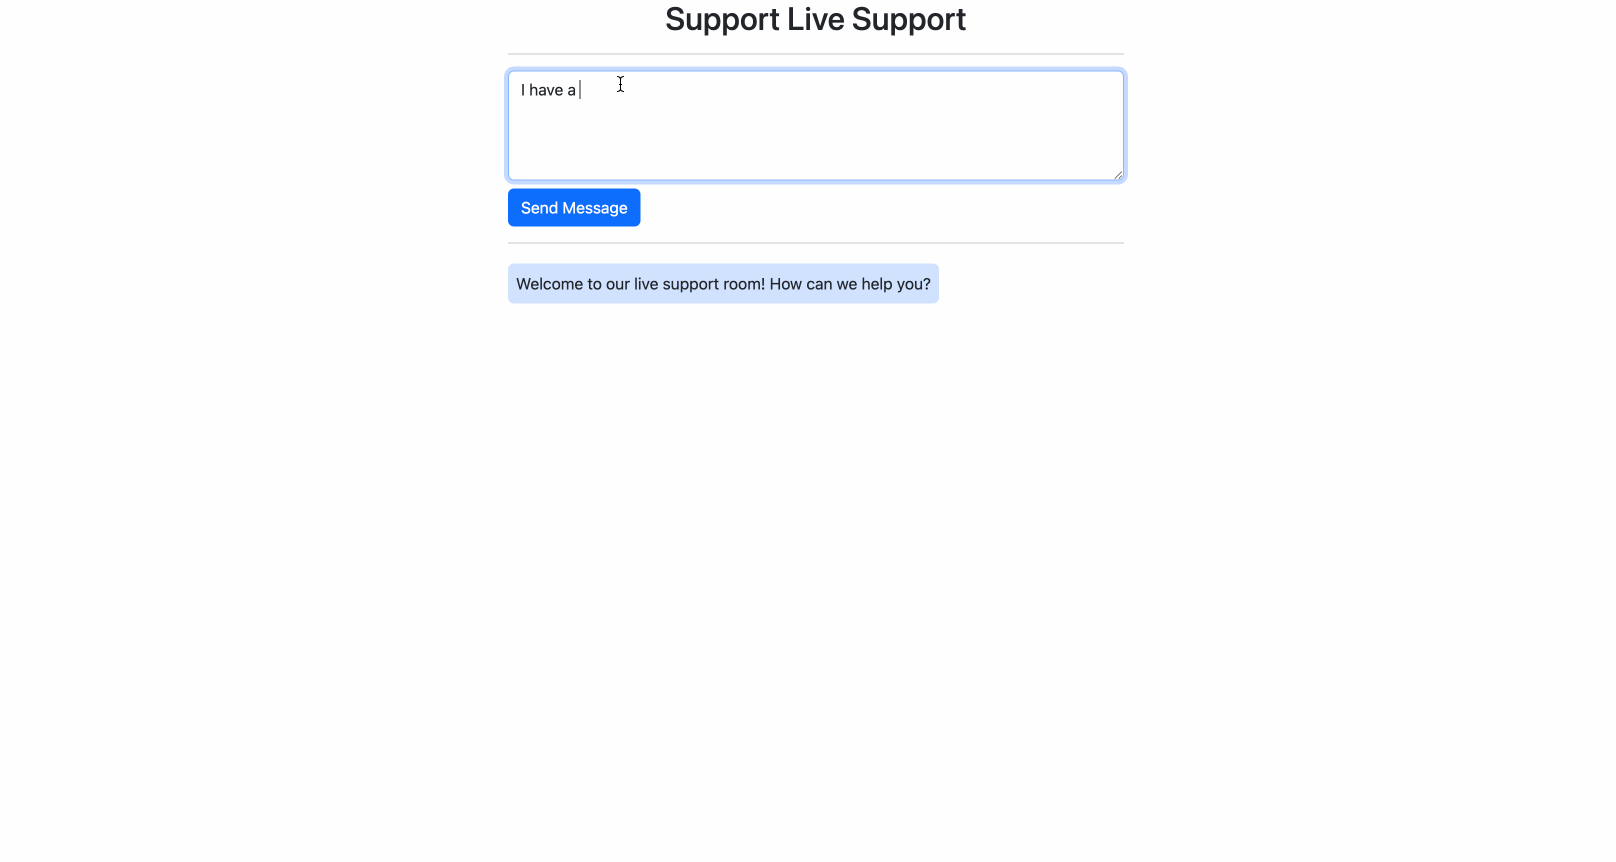 Support Live Support
I have a
Send Message
Welcome to our live support room! How can we help you?